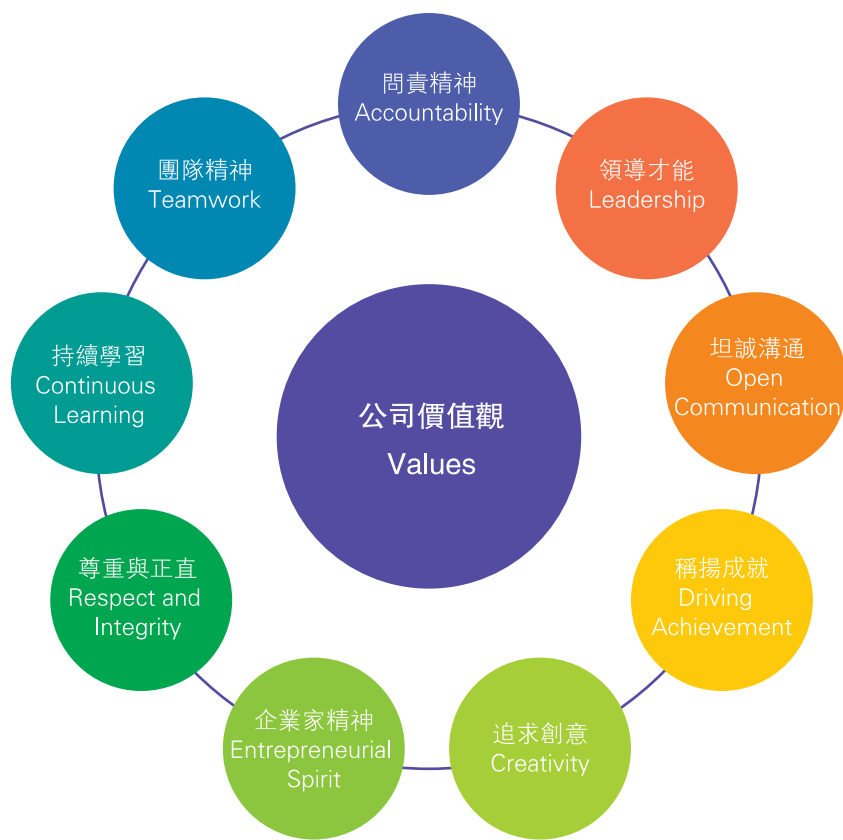 公司價值觀
Values
問責精神
Accountability
領導才能
Leadership
坦誠溝通
Open
Communication
稱揚成就
Driving
Achievement
追求創意
Creativity
企業家精神
Entrepreneurial
Spirit
尊重與正直
Respect and
Integrity
持續學習
Continuous
Learning
團隊精神
Teamwork